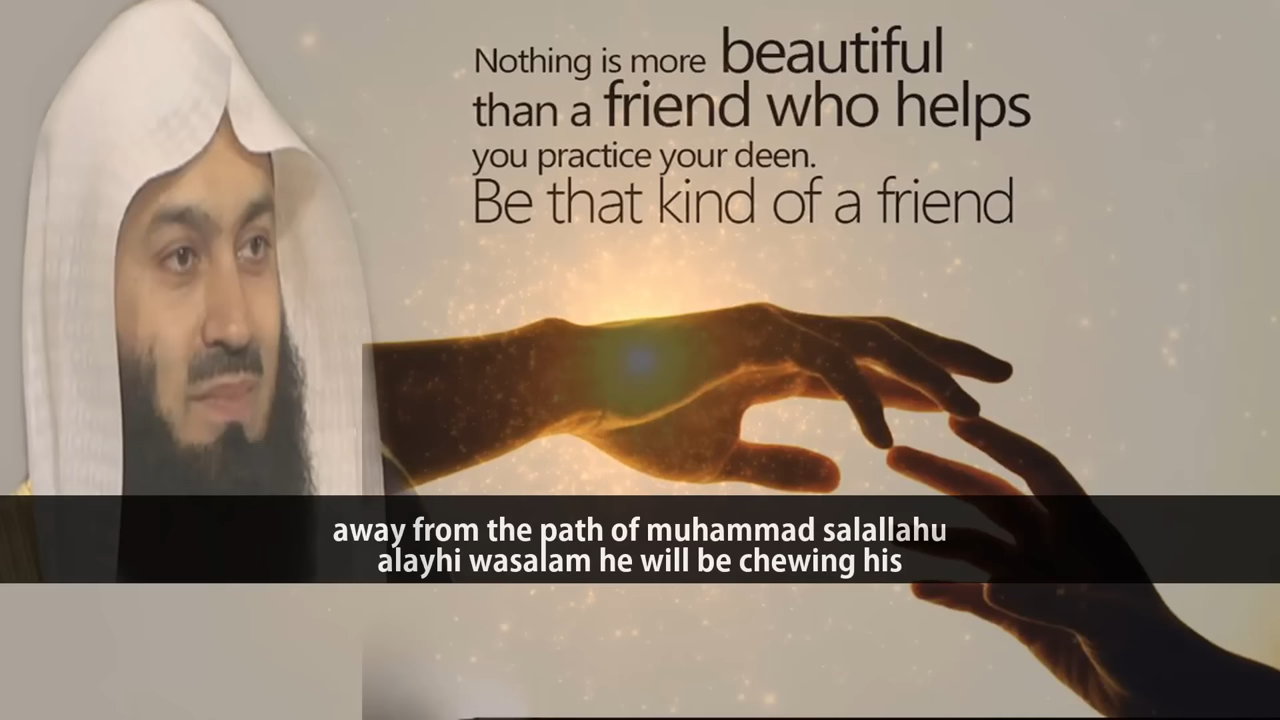 Nothing is more beautiful
than a friend who helps
you practice your deen.
Be that kind of a friend
away from the path of muhammad salallahu
alayhi wasalam he will be chewing his